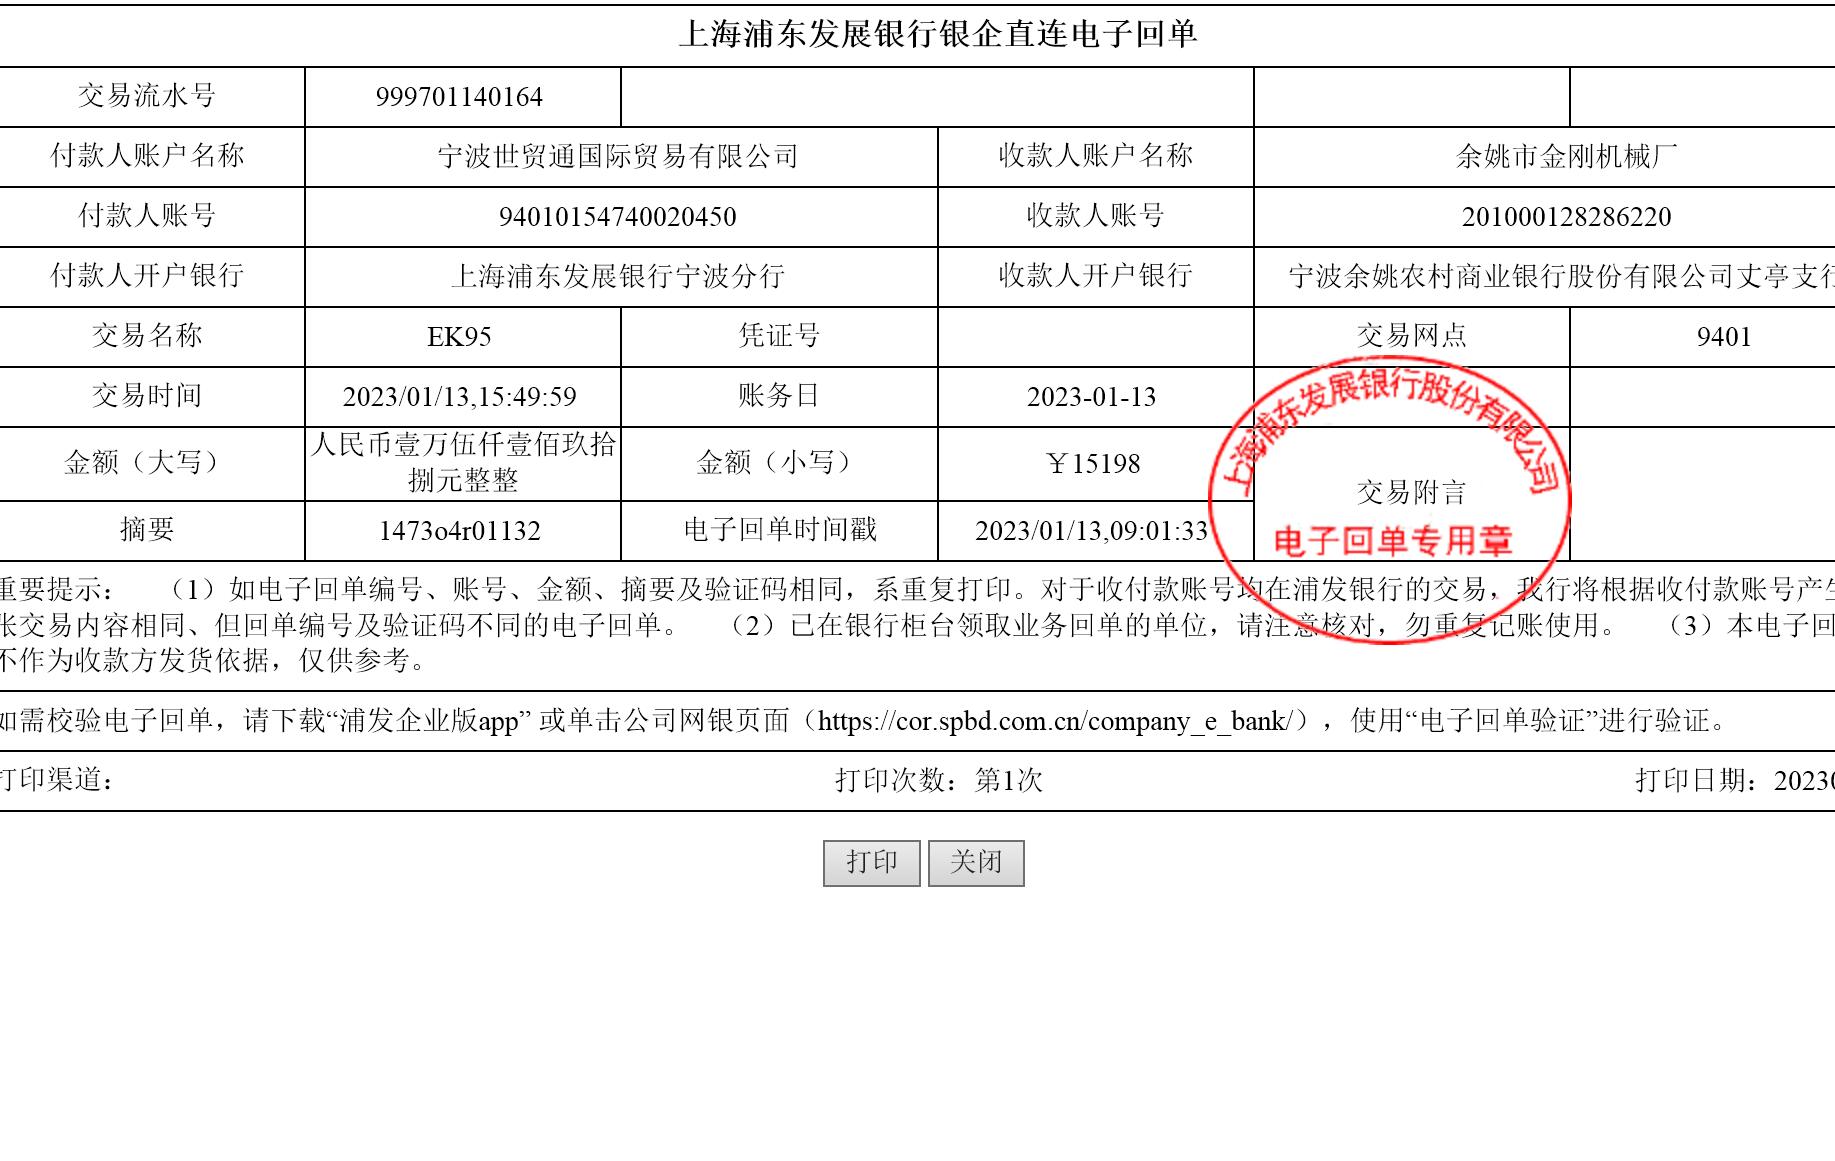 上海浦东发展银行银企直连电子回单
交易流水号 999701140164
付款人账户名称 宁波世贸通国际贸易有限公司 收款人账户名称 余姚市金刚机械厂
付款人账号 94010154740020450 收款人账号 201000128286220
付款人开户银行 上海浦东发展银行宁波分行 收款人开户银行 宁波余姚农村商业银行股份有限公司丈亭支行
交易名称 EK95 凭证号 交易网点 9401
交易时间 2023/01/13,15:49:59 账务日 2023-01-13
上海浦东发展银行股份有限公司
金额（大写） 人民币壹万伍仟壹佰玖拾
捌元整整 金额（小写） ￥15198
交易附言
摘要 1473o4r01132 电子回单时间戳 2023/01/13,09:01:33
电子回单专用章
重要提示： （1）如电子回单编号、账号、金额、摘要及验证码相同，系重复打印。对于收付款账号均在浦发银行的交易，我行将根据收付款账号产生
张交易内容相同、但回单编号及验证码不同的电子回单。 （2）已在银行柜台领取业务回单的单位，请注意核对，勿重复记账使用。 （3）本电子回
不作为收款方发货依据，仅供参考。
如需校验电子回单，请下载“浦发企业版app” 或单击公司网银页面（https://cor.spbd.com.cn/company_e_bank/），使用“电子回单验证”进行验证。
打印渠道： 打印次数：第1次 打印日期：20230
打印 关闭